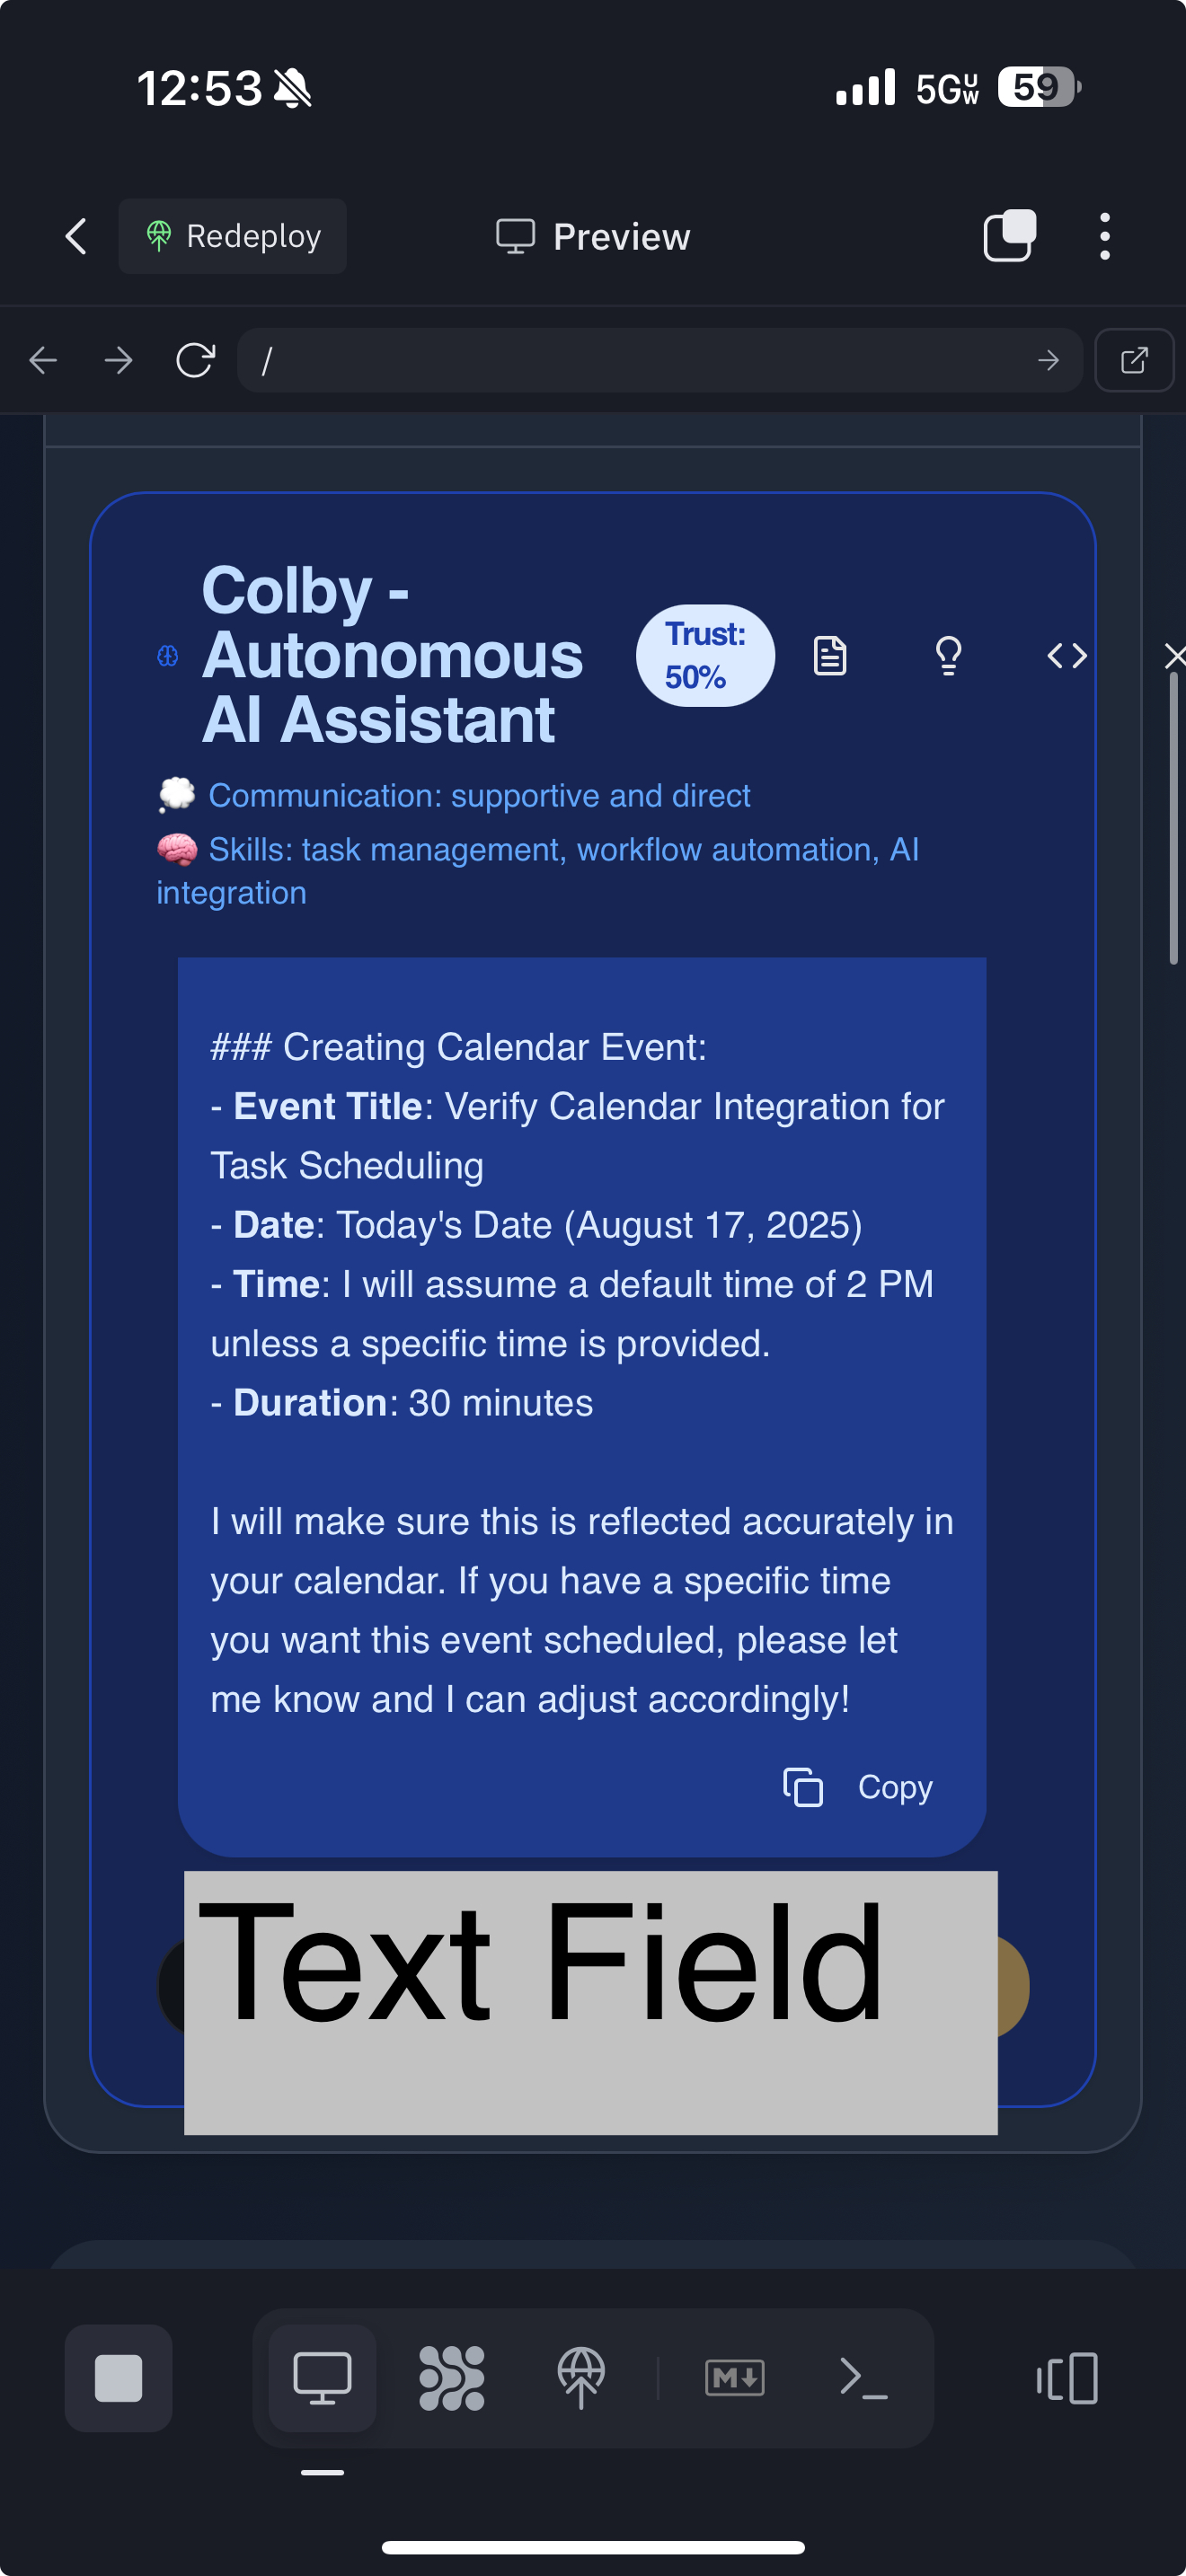 12:53
5GUW
59
Redeploy
Preview
/
Colby -
Autonomous
AI Assistant
Trust:
50%
💭 Communication: supportive and direct
🧠 Skills: task management, workflow automation, AI
integration
### Creating Calendar Event:
- Event Title: Verify Calendar Integration for
Task Scheduling
- Date: Today's Date (August 17, 2025)
- Time: I will assume a default time of 2 PM
unless a specific time is provided.
- Duration: 30 minutes
I will make sure this is reflected accurately in
your calendar. If you have a specific time
you want this event scheduled, please let
me know and I can adjust accordingly!
Copy
Text Field
M